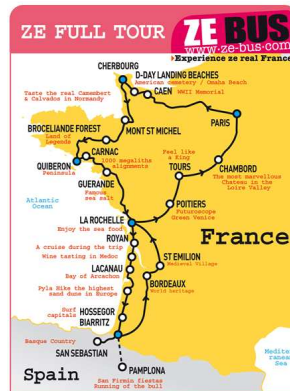 ZE FULL TOUR
ZE BUS
www.ze-bus.com
Experience ze real France
CHERBOURG
D-DAY LANDING BEACHES
American cemetery / Omaha Beach
CAEN
WWII Memorial
Taste the real Camembert
& Calvados in Normandy
PARIS
BROCELIANDE FOREST
Land of
Legends
MONT ST MICHEL
CARNAC
1000 megaliths
alignments
Feel like
a King
QUIBERON
Peninsula
TOURS
CHAMBORD
The most marvellous
Chateau in the
Loire Valley
GUERANDE
Famous
sea salt
Atlantic
Ocean
POITIERS
Futuroscope
Green Venice
LA ROCHELLE
Enjoy the sea food
France
ROYAN
A cruise during the trip
Wine tasting in Medoc
ST EMILION
Medieval Village
LACANAU
Bay of Arcachon
BORDEAUX
World heritage
Pyla Hike the highest
sand dune in Europe
Surf
capitals
HOSSEGOR
BIARRITZ
Basque Country
SAN SEBASTIAN
Medite
ranea
Sea
Spain
PAMPLONA
San Firmin fiestas
Running of the bull